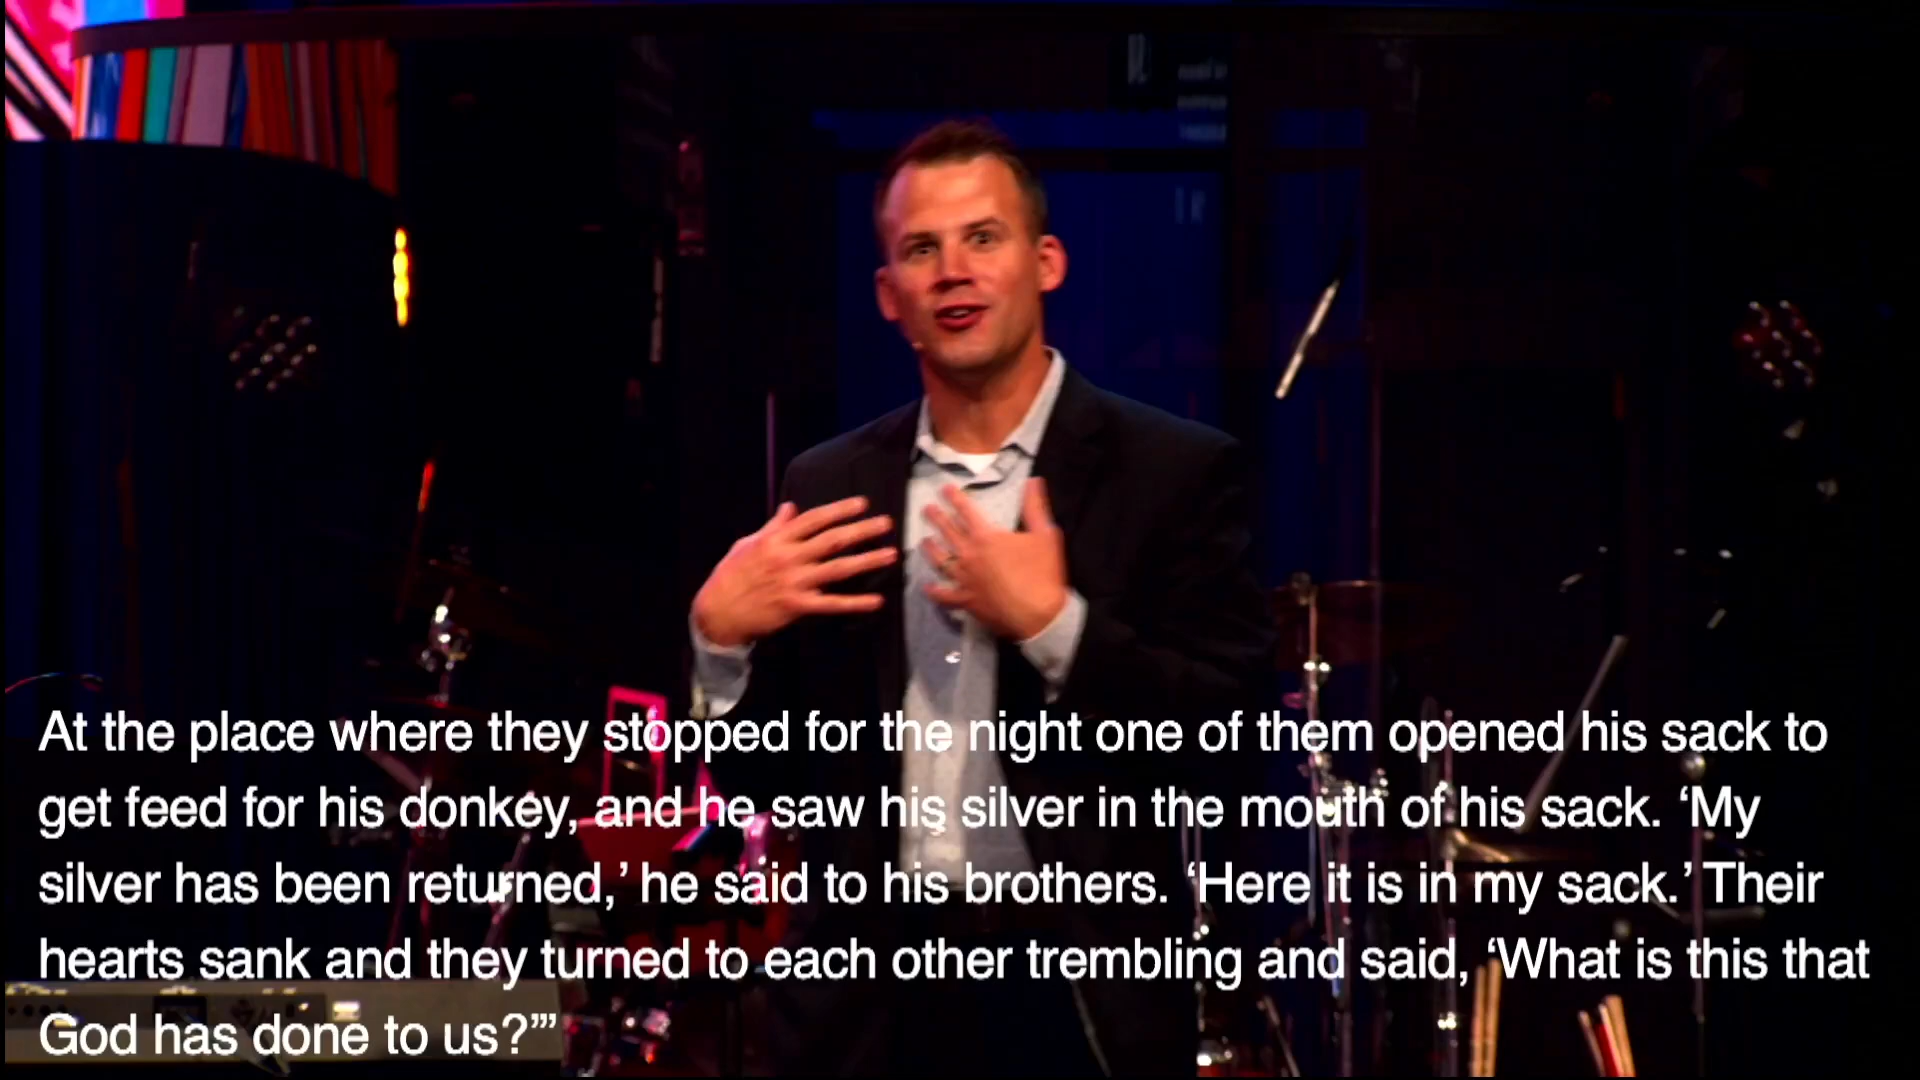 At the place where they stopped for the night one of them opened his sack to
get feed for his donkey, and he saw his silver in the mouth of his sack. ‘My
silver has been returned,’ he said to his brothers. ‘Here it is in my sack.’ Their
hearts sank and they turned to each other trembling and said, ‘What is this that
God has done to us?’”